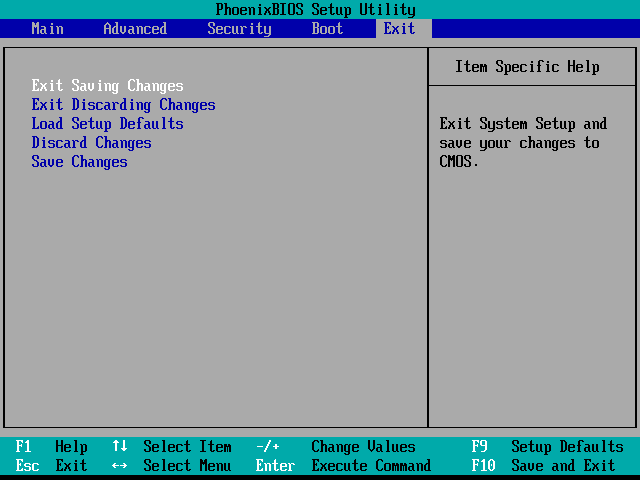 PhoenixBIOS Setup Utility
Main Advanced Security Boot Exit
Item Specific Help
Exit Saving Changes
Exit Discarding Changes
Load Setup Defaults
Discard Changes
Save Changes
Exit System Setup and
save your changes to
CMOS.
F1 Help ↑↓ Select Item -/+ Change Values F9 Setup Defaults
Esc Exit ↔ Select Menu Enter Execute Command F10 Save and Exit